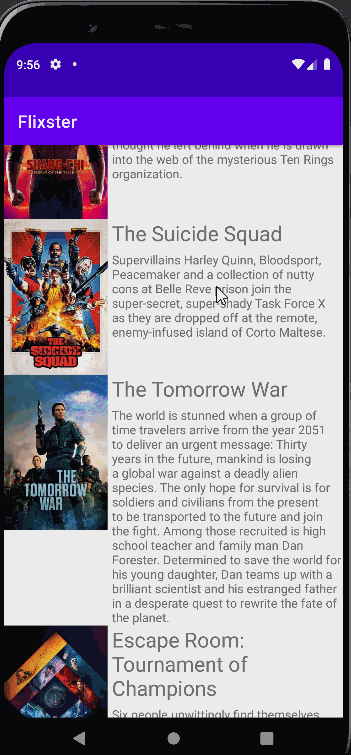 9:56
Flixster
thought he left behind when he is drawn
into the web of the mysterious Ten Rings
organization.
SHANG-CHI
The Suicide Squad
Supervillains Harley Quinn, Bloodsport,
Peacemaker and a collection of nutty
cons at Belle Reve prison join the
super-secret, super-shady Task Force X
as they are dropped off at the remote,
enemy-infused island of Corto Maltese.
THE SUICIDE SQUAD
The Tomorrow War
The world is stunned when a group of
time travelers arrive from the year 2051
to deliver an urgent message: Thirty
years in the future, mankind is losing
a global war against a deadly alien
species. The only hope for survival is for
soldiers and civilians from the present
to be transported to the future and join
the fight. Among those recruited is high
school teacher and family man Dan
Forester. Determined to save the world for
his young daughter, Dan teams up with a
brilliant scientist and his estranged father
in a desperate quest to rewrite the fate of
the planet.
THE
TOMORROW
WAR
Escape Room:
Tournament of
Champions
Six people unwittingly find themselves